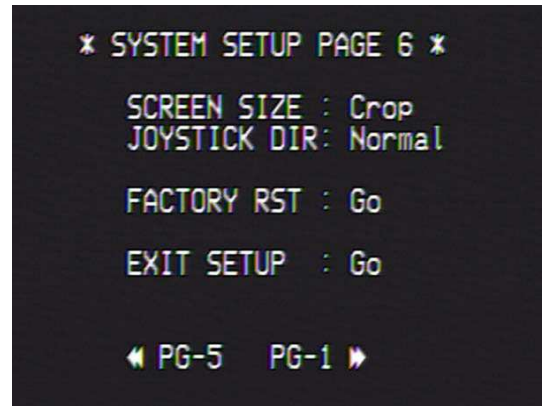 * SYSTEM SETUP PAGE 6 *
SCREEN SIZE : Crop
JOYSTICK DIR: Normal
FACTORY RST : Go
EXIT SETUP : Go
◀◀ PG-5 PG-1 ▶▶